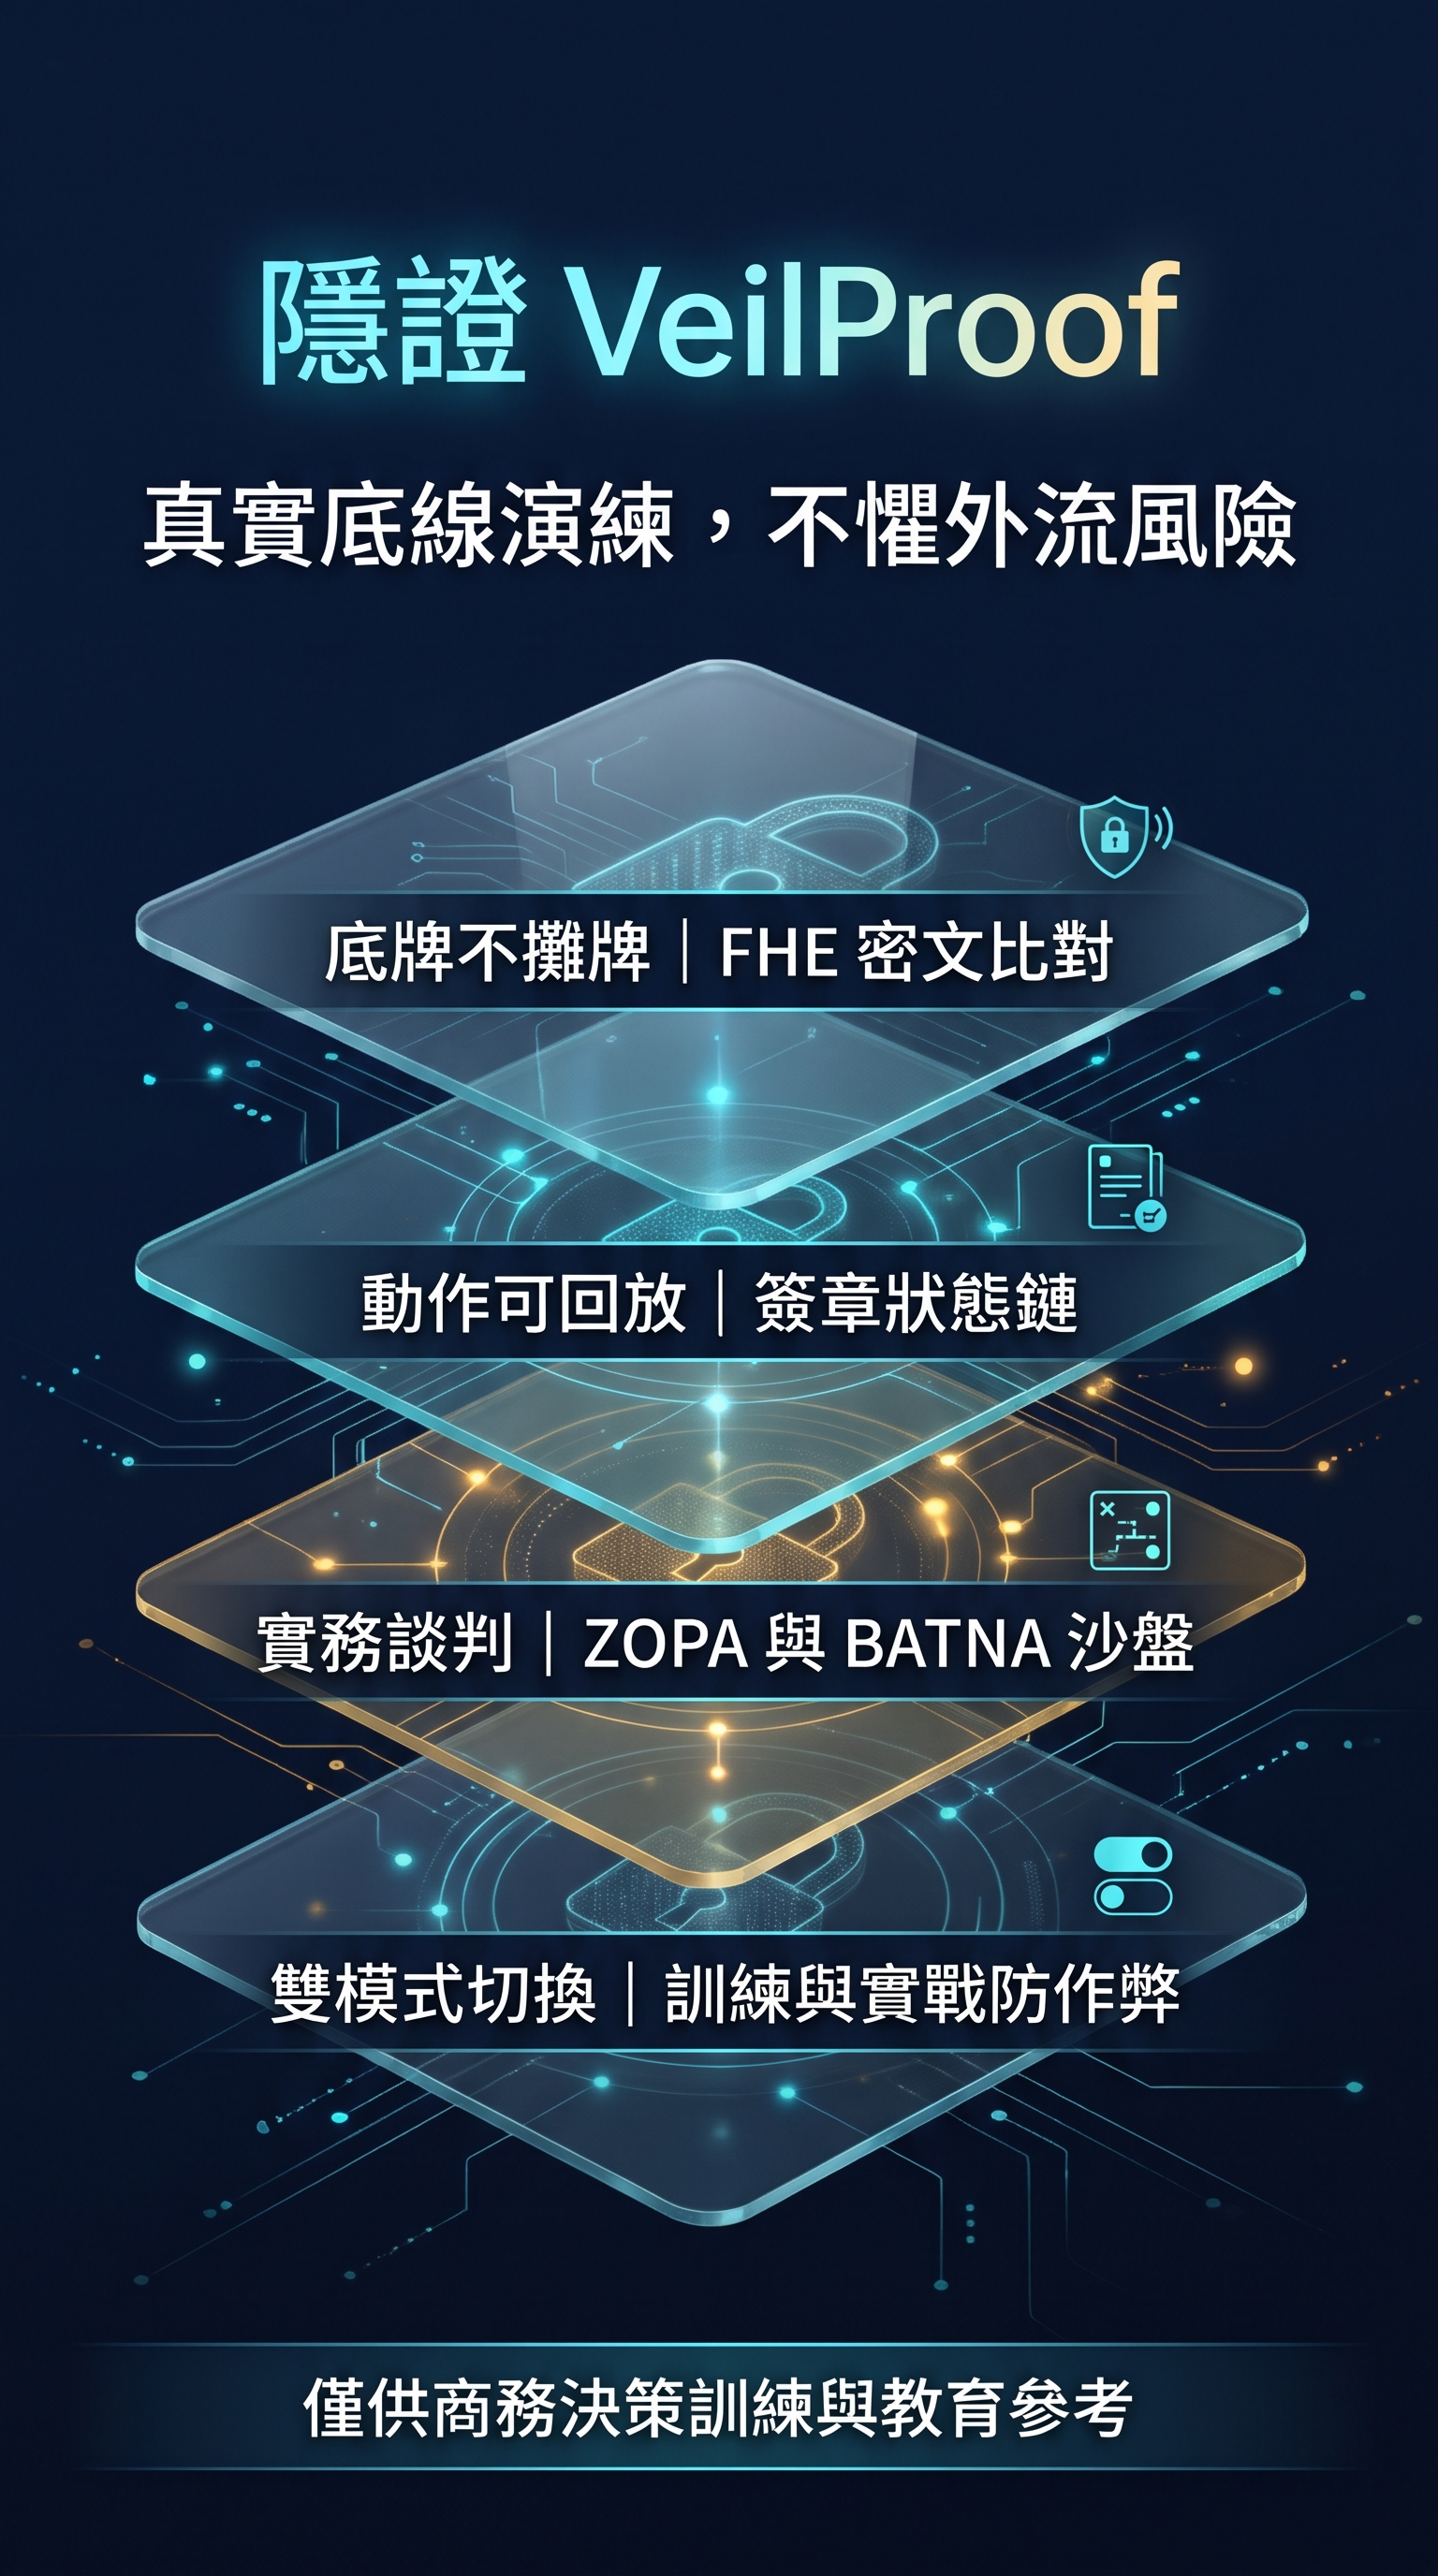 隱證 VeilProof
真實底線演練，不懼外流風險
底牌不攤牌｜FHE 密文比對
動作可回放｜簽章狀態鏈
實務談判｜ZOPA 與 BATNA 沙盤
雙模式切換｜訓練與實戰防作弊
僅供商務決策訓練與教育參考